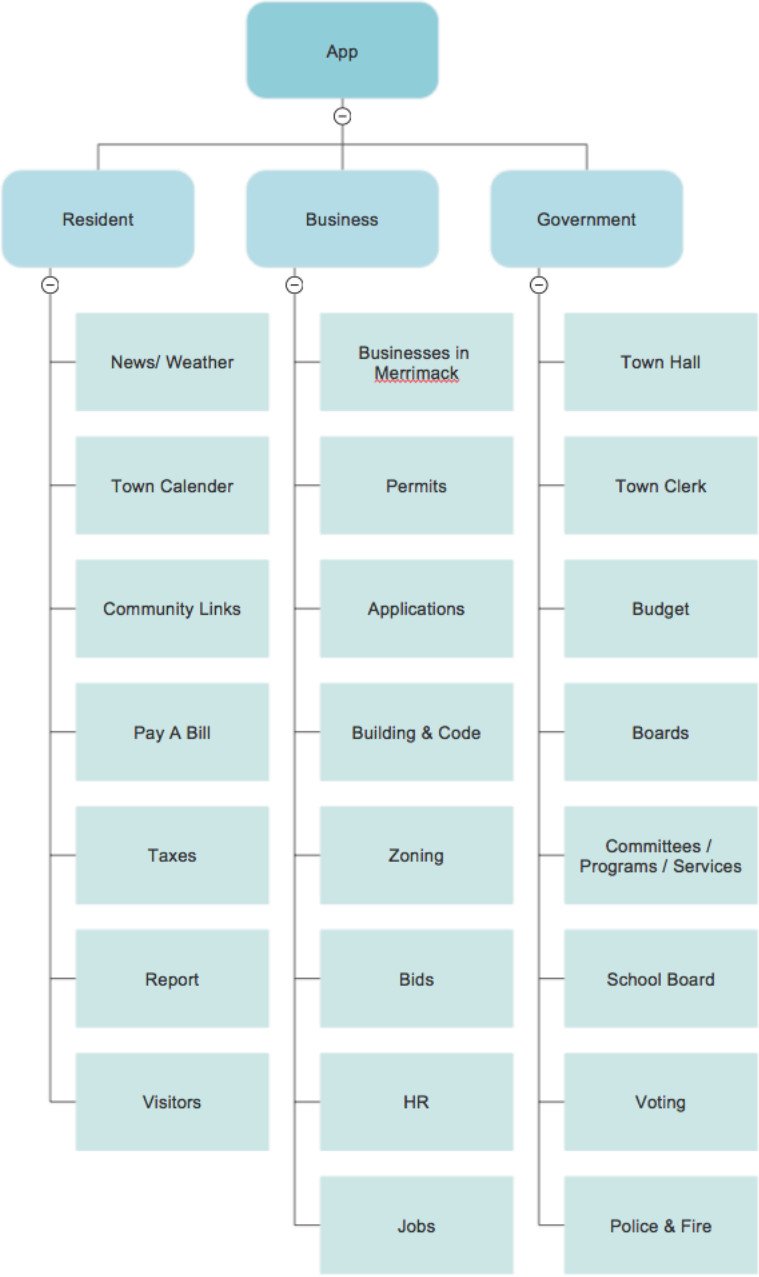 App
Resident
Business
Government
News/ Weather
Town Calender
Community Links
Pay A Bill
Taxes
Report
Visitors
Businesses in
Merrimack
Permits
Applications
Building & Code
Zoning
Bids
HR
Jobs
Town Hall
Town Clerk
Budget
Boards
Committees /
Programs / Services
School Board
Voting
Police & Fire